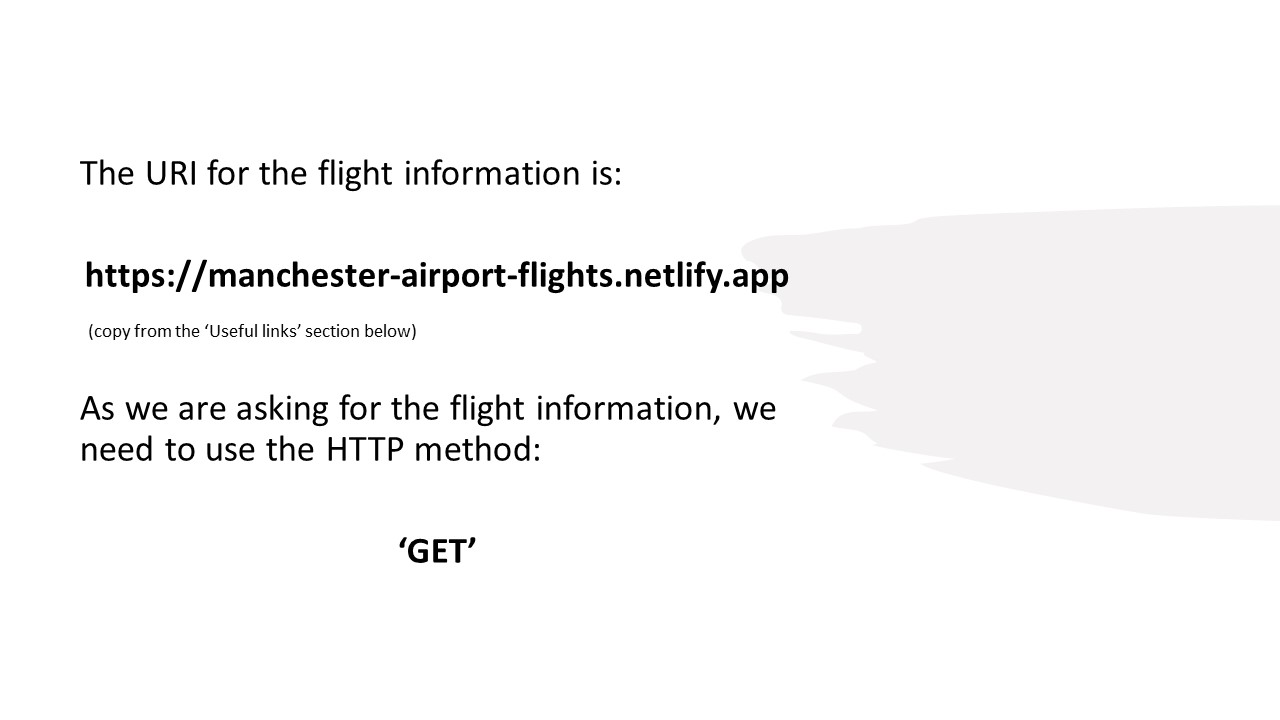 The URI for the flight information is:
https://manchester-airport-flights.netlify.app
(copy from the ‘Useful links’ section below)
As we are asking for the flight information, we
need to use the HTTP method:
‘GET’